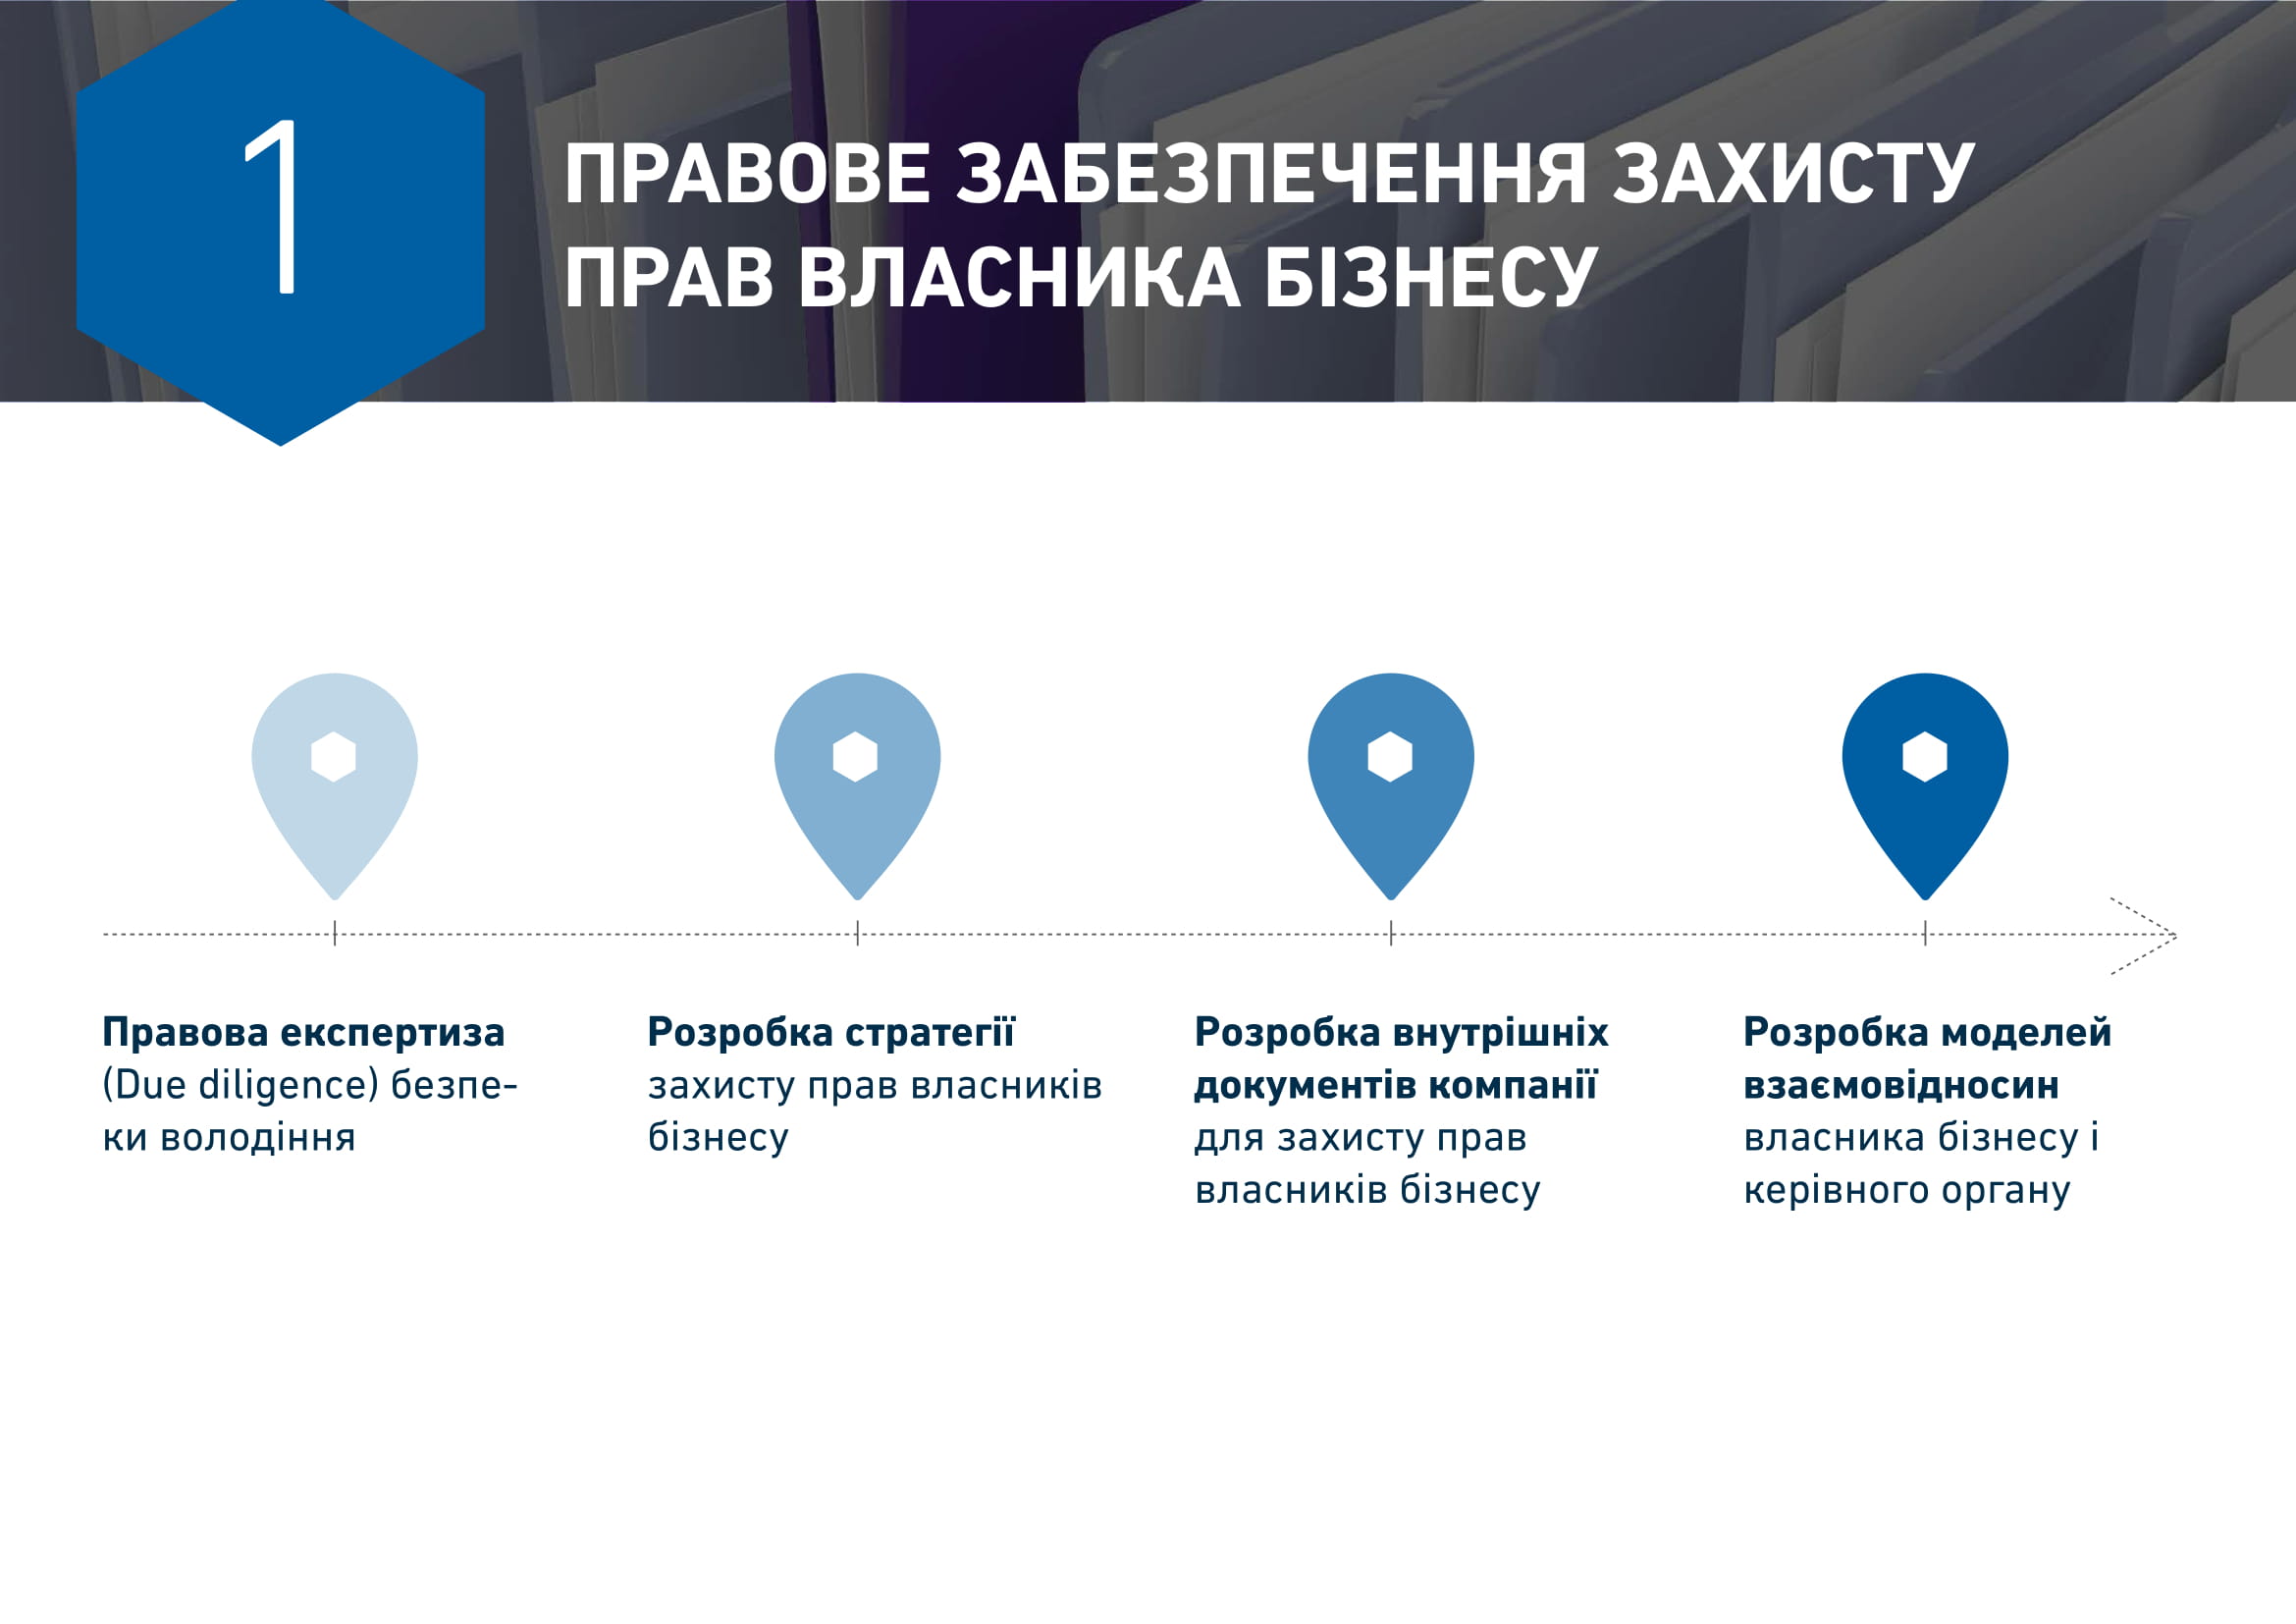 1
ПРАВОВЕ ЗАБЕЗПЕЧЕННЯ ЗАХИСТУ
ПРАВ ВЛАСНИКА БІЗНЕСУ
Правова експертиза
(Due diligence) безпе-
ки володіння
Розробка стратегії
захисту прав власників
бізнесу
Розробка внутрішніх
документів компанії
для захисту прав
власників бізнесу
Розробка моделей
взаємовідносин
власника бізнесу і
керівного органу